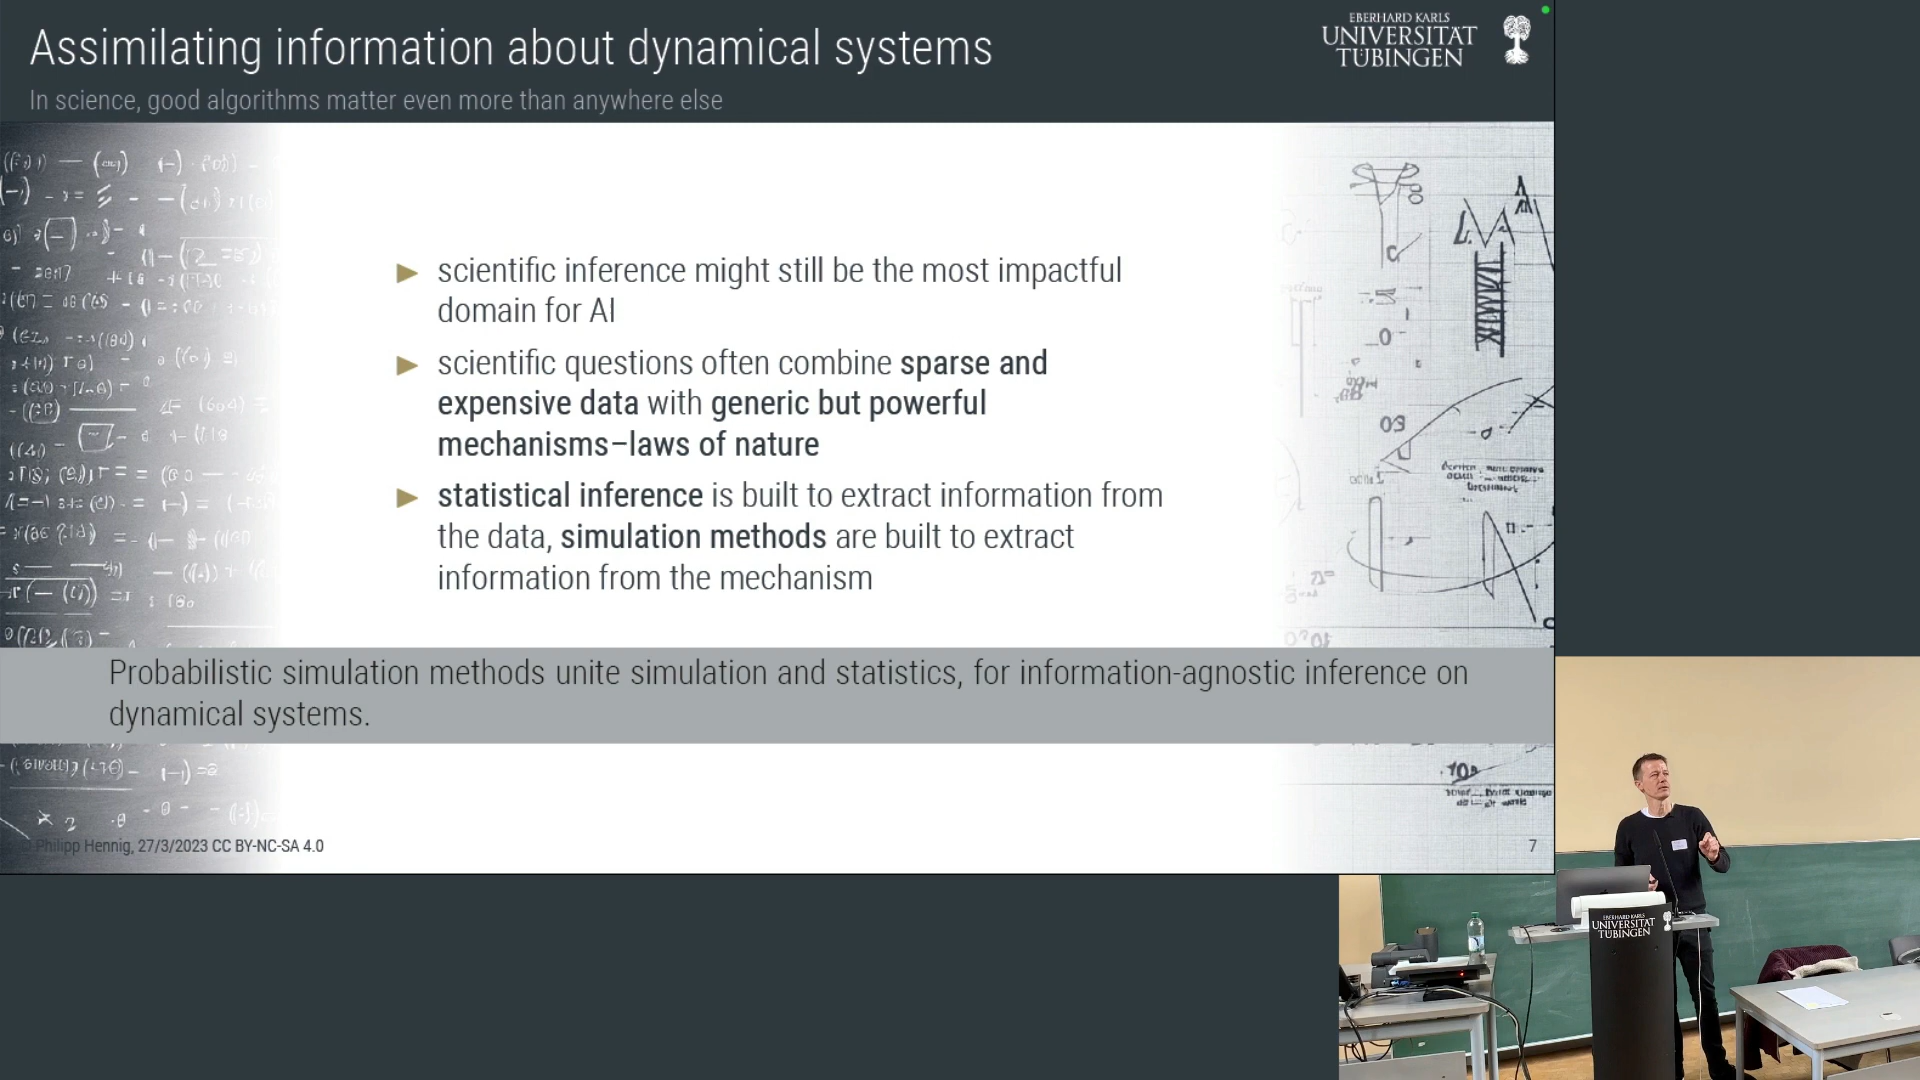 Assimilating information about dynamical systems
In science, good algorithms matter even more than anywhere else
EBERHARD KARLS
UNIVERSITÄT
TÜBINGEN
scientific inference might still be the most impactful
domain for AI
scientific questions often combine sparse and
expensive data with generic but powerful
mechanisms–laws of nature
statistical inference is built to extract information from
the data, simulation methods are built to extract
information from the mechanism
Probabilistic simulation methods unite simulation and statistics, for information-agnostic inference on
dynamical systems.
Philipp Hennig, 27/3/2023 CC BY-NC-SA 4.0
7
EBERHARD KARLS
UNIVERSITÄT
TÜBINGEN